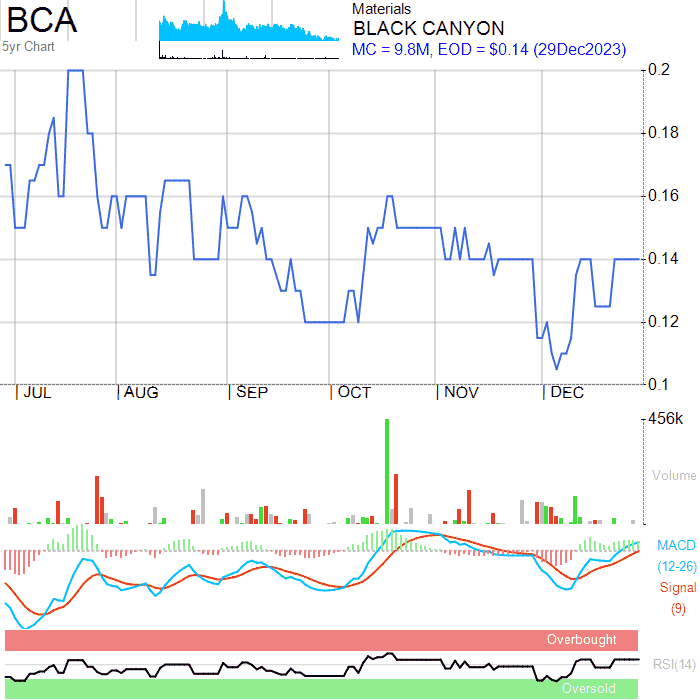 BCA
5yr Chart
Materials
BLACK CANYON
MC = 9.8M, EOD = $0.14 (29Dec2023)
0.2
0.18
0.16
0.14
0.12
0.1
JUL AUG SEP OCT NOV DEC
456k
Volume
MACD
(12-26)
Signal
(9)
Overbought
RSI(14)
Oversold